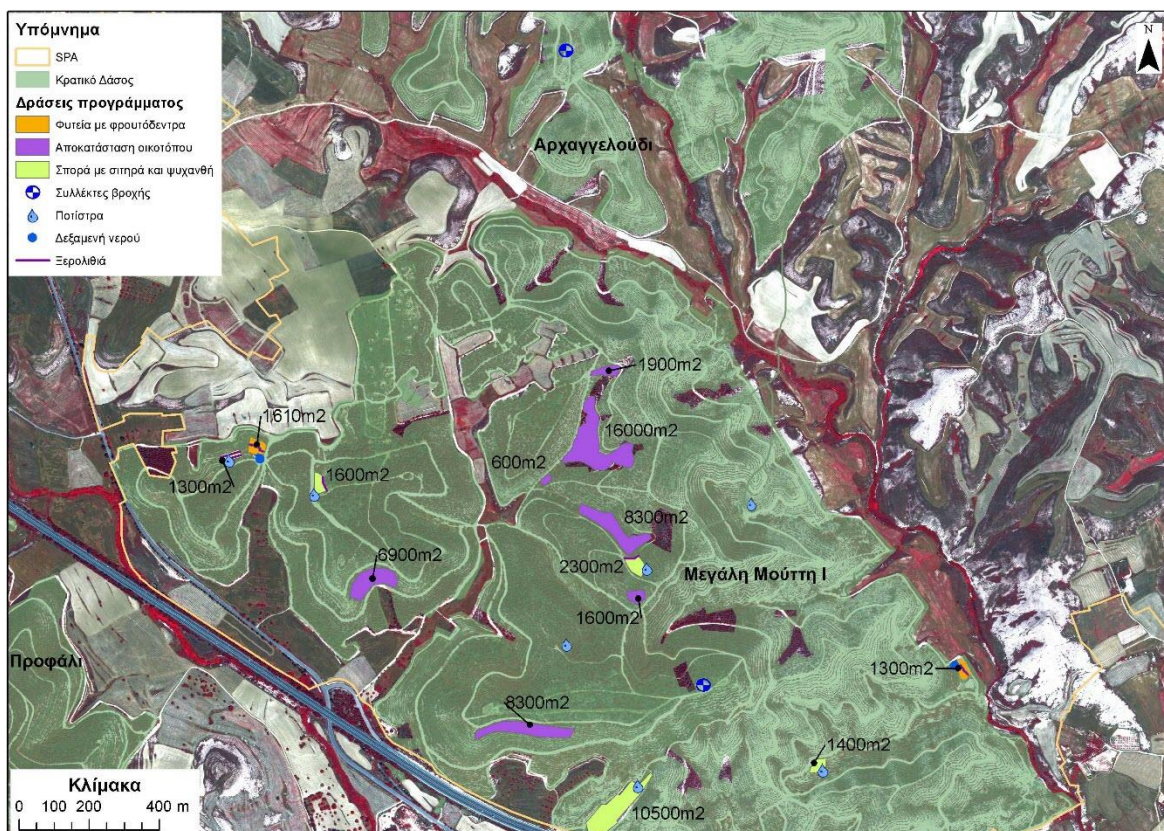 Υπόμνημα
SPA
Κρατικό Δάσος
Δράσεις προγράμματος
Φυτεία με φρουτόδεντρα
Αποκατάσταση οικοτόπου
Σπορά με σιτηρά και ψυχανθή
Συλλέκτες βροχής
Ποτίστρα
Δεξαμενή νερού
Ξερολιθιά
N
Αρχαγγελούδι
1900m2
1610m2
16000m2
1300m2
1600m2
600m2
8300m2
6900m2
2300m2
Μεγάλη Μούττη Ι
1600m2
Προφάλι
1300m2
8300m2
1400m2
10500m2
Κλίμακα
0 100 200 400 m